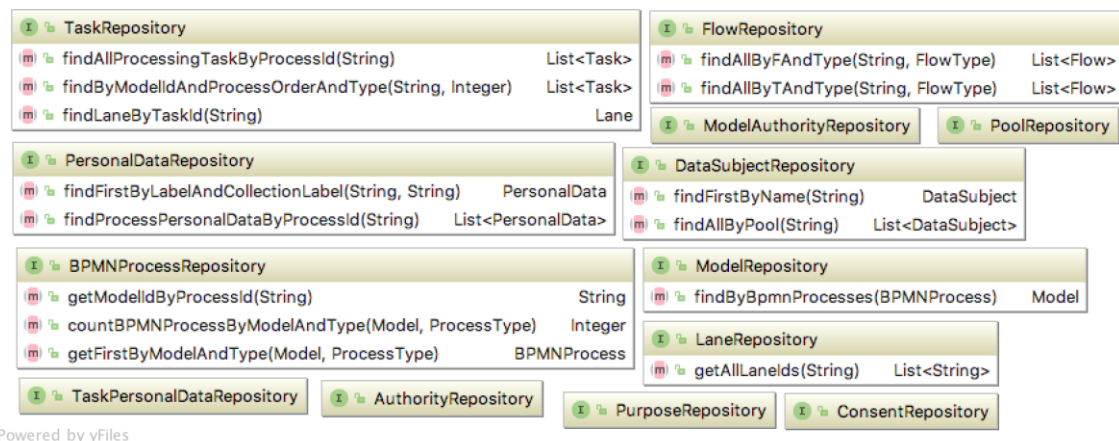 TaskRepository
findAllProcessingTaskByProcessId(String) List<Task>
findByModelIdAndProcessOrderAndType(String, Integer) List<Task>
findLaneByTaskId(String) Lane
FlowRepository
findAllByFAndType(String, FlowType) List<Flow>
findAllByTAndType(String, FlowType) List<Flow>
ModelAuthorityRepository
PoolRepository
PersonalDataRepository
findFirstByLabelAndCollectionLabel(String, String) PersonalData
findProcessPersonalDataByProcessId(String) List<PersonalData>
DataSubjectRepository
findFirstByName(String) DataSubject
findAllByPool(String) List<DataSubject>
BPMNProcessRepository
getModelIdByProcessId(String) String
countBPMNProcessByModelAndType(Model, ProcessType) Integer
getFirstByModelAndType(Model, ProcessType) BPMNProcess
ModelRepository
findByBpmnProcesses(BPMNProcess) Model
LaneRepository
getAllLaneIds(String) List<String>
TaskPersonalDataRepository
AuthorityRepository
PurposeRepository
ConsentRepository
Powered by yFiles